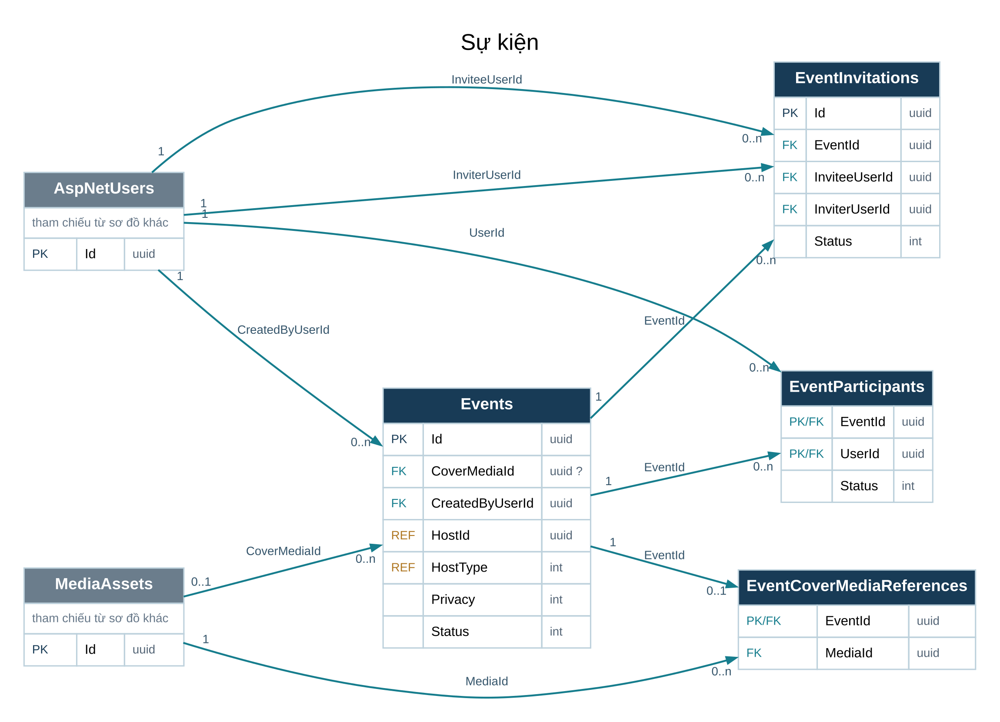 Sự kiện
InviteeUserId
1
0..n
InviterUserId
1
0..n
UserId
1
0..n
CreatedByUserId
1
0..n
EventId
1
0..n
EventId
1
0..n
EventId
1
0..1
CoverMediaId
0..1
0..n
MediaId
1
0..n
AspNetUsers
tham chiếu từ sơ đồ khác
PK Id uuid
MediaAssets
tham chiếu từ sơ đồ khác
PK Id uuid
Events
PK Id uuid
FK CoverMediaId uuid ?
FK CreatedByUserId uuid
REF HostId uuid
REF HostType int
Privacy int
Status int
EventInvitations
PK Id uuid
FK EventId uuid
FK InviteeUserId uuid
FK InviterUserId uuid
Status int
EventParticipants
PK/FK EventId uuid
PK/FK UserId uuid
Status int
EventCoverMediaReferences
PK/FK EventId uuid
FK MediaId uuid